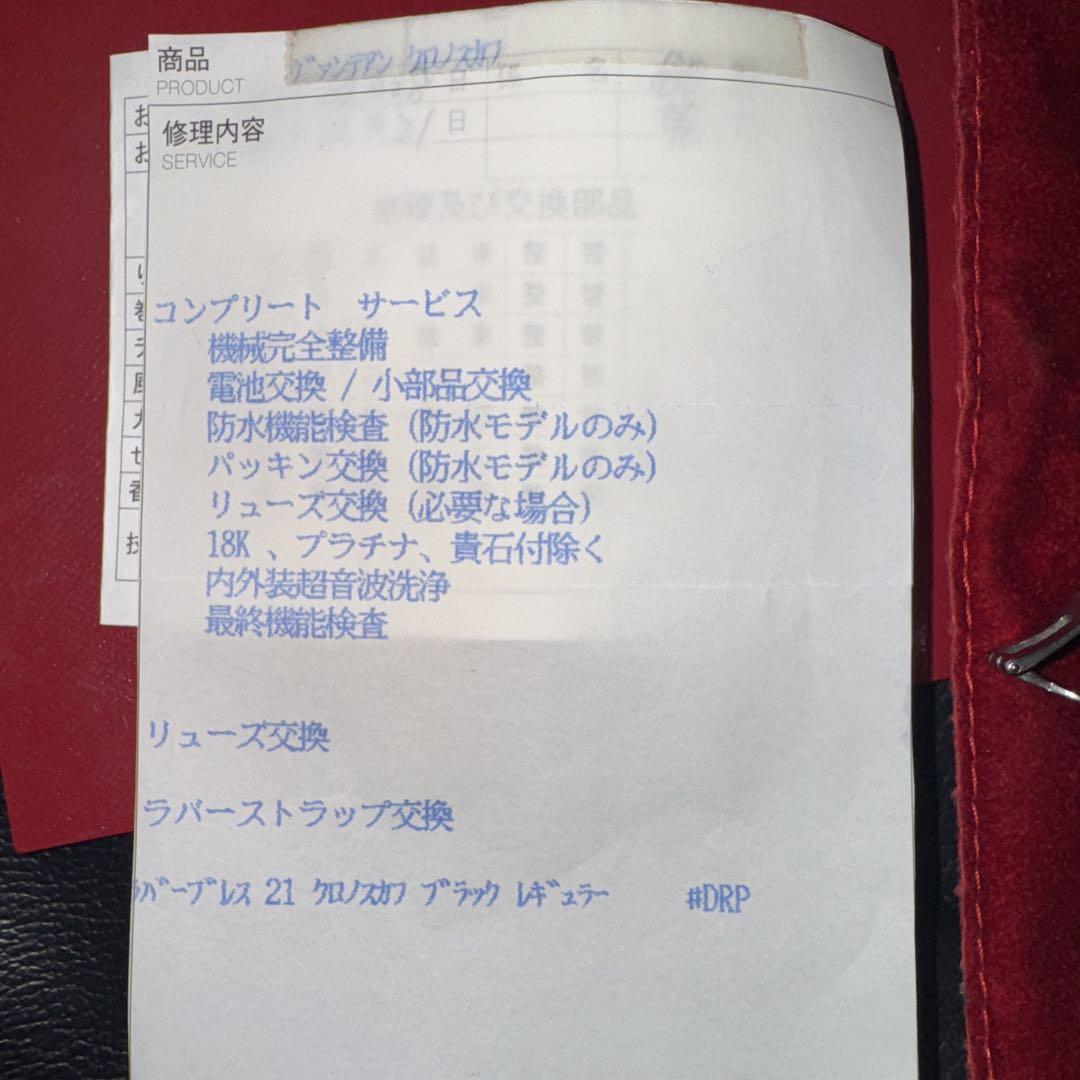 商品
ヴァンテアン クロノスカフ
PRODUCT
修理内容
SERVICE
コンプリート　サービス
機械完全整備
電池交換 / 小部品交換
防水機能検査 (防水モデルのみ)
パッキン交換 (防水モデルのみ)
リューズ交換 (必要な場合)
18K 、プラチナ、貴石付除く
内外装超音波洗浄
最終機能検査
リューズ交換
ラバーストラップ交換
ラバーブレス 21 クロノスカフ ブラック レギュラー #DRP